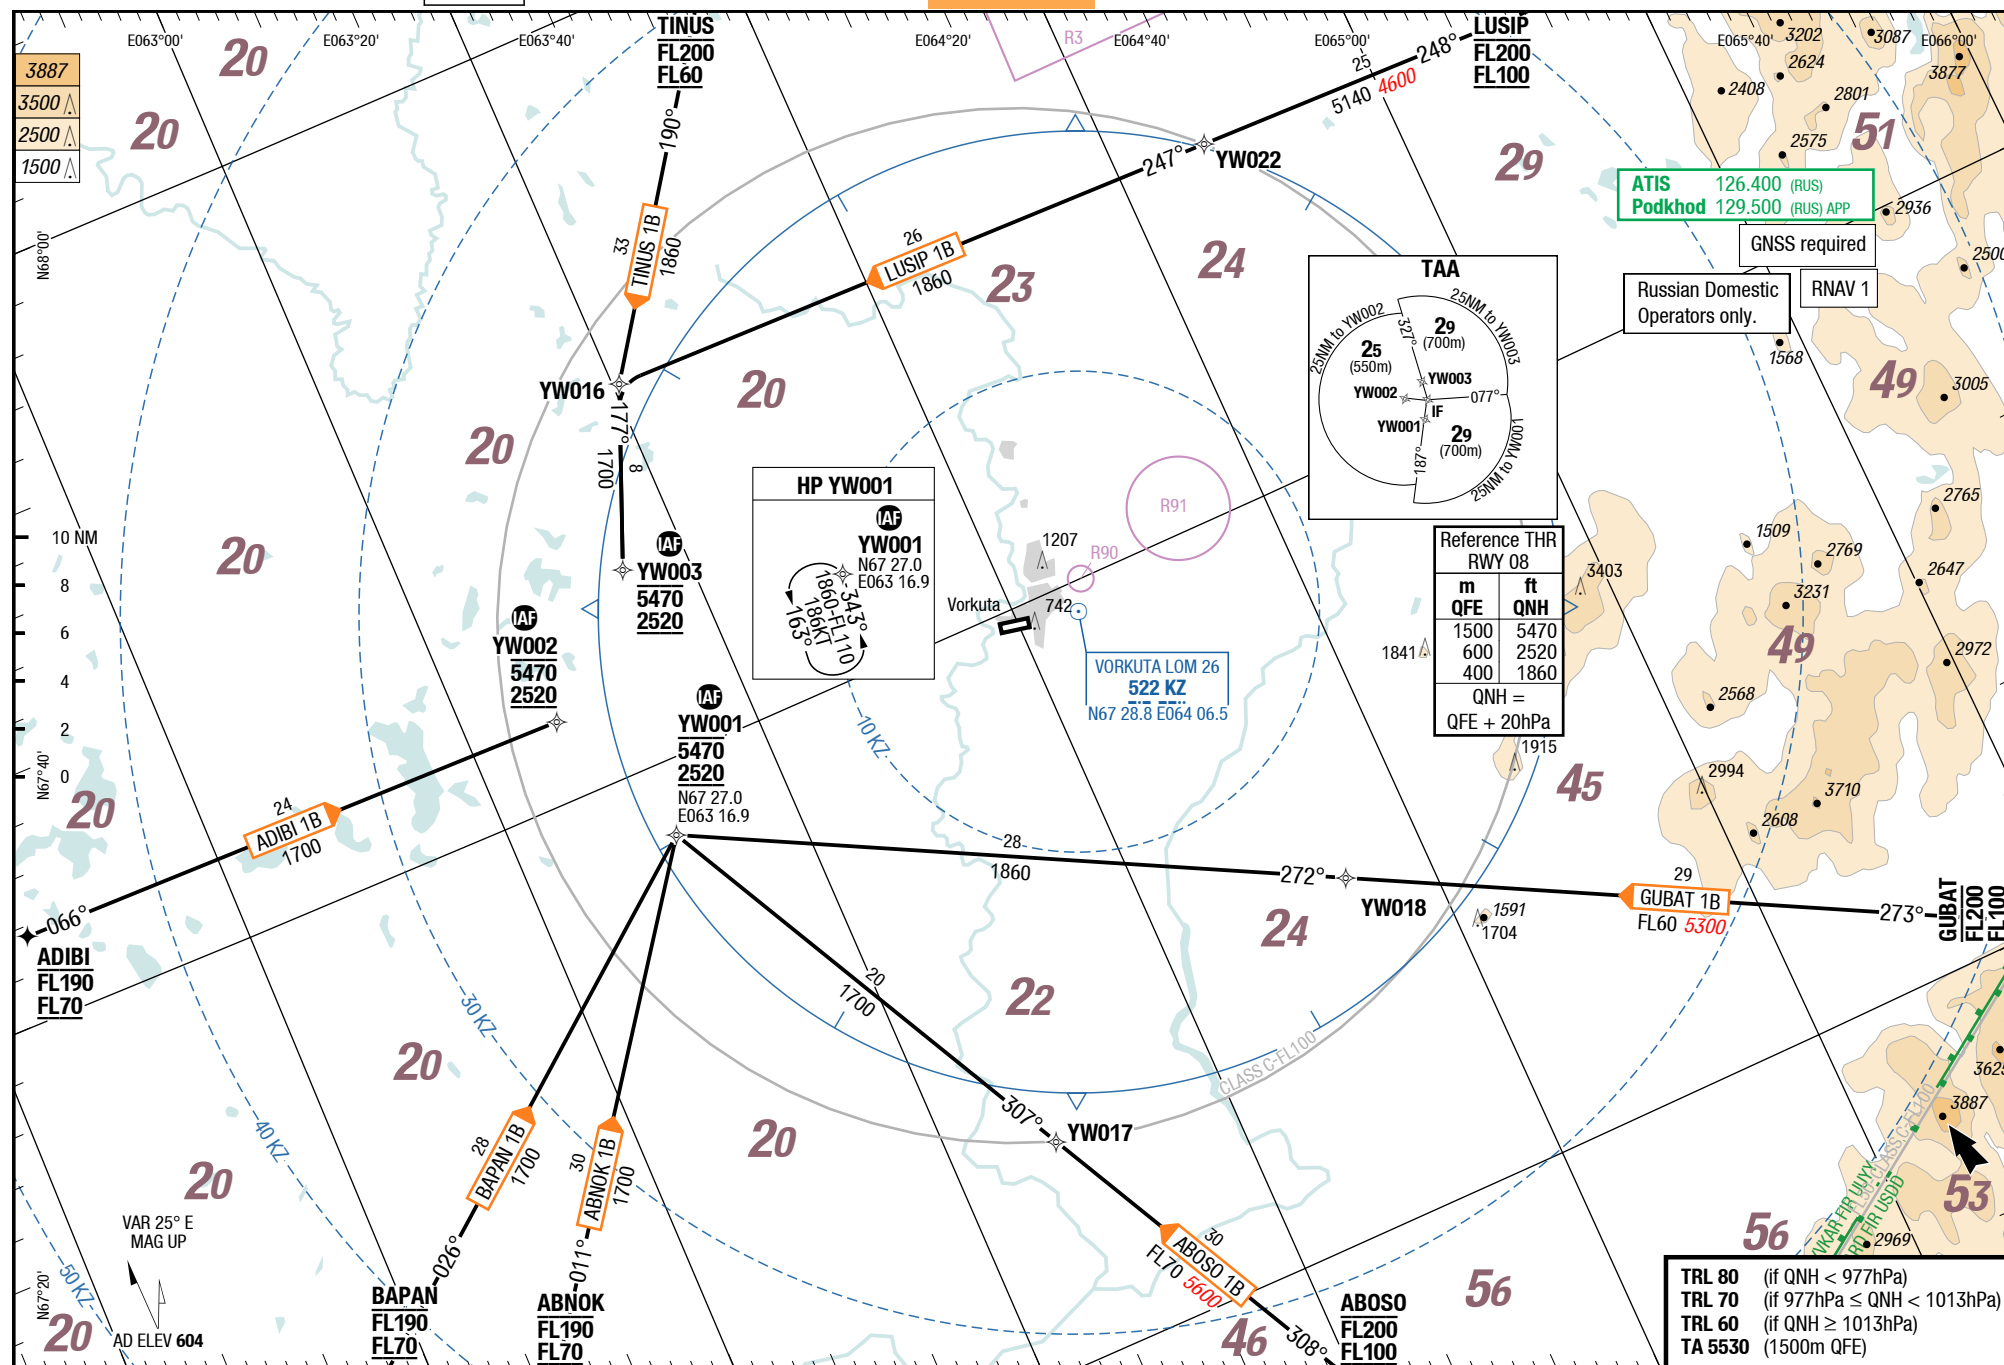 TINUS
FL200
FL60
LUSIP
FL200
FL100
E063°00'
E063°20'
E063°40'
E064°20'
E064°40'
E065°00'
E065°40'
E066°00'
R3
3887
3500
2500
1500
20
20
190°
25
248°
5140 4600
247°
YW022
29
51
3202
3087
2624
3877
2408
2801
2575
2936
2500
ATIS 126.400 (RUS)
Podkhod 129.500 (RUS) APP
GNSS required
RNAV 1
Russian Domestic
Operators only.
N68°00'
33
TINUS 1B
1860
26
LUSIP 1B
1860
23
24
TAA
25NM to YW002
25NM to YW003
25NM to YW001
327°
29
(700m)
25
(550m)
YW003
YW002
077°
IF
YW001
29
(700m)
187°
1568
49
3005
YW016
20
20
177°
8
1700
HP YW001
IAF
YW001
N67 27.0
E063 16.9
343°
1860-FL110
186KT
163°
R91
R90
1207
Vorkuta
742
VORKUTA LOM 26
522 KZ
N67 28.8 E064 06.5
10 KZ
Reference THR
RWY 08
m ft
QFE QNH
1500 5470
600 2520
400 1860
QNH =
QFE + 20hPa
3403
1841
1915
1509
2765
2769
2647
3231
49
2972
2568
2994
3710
2608
45
10 NM
8
6
4
2
0
20
IAF
YW003
5470
2520
IAF
YW002
5470
2520
IAF
YW001
5470
2520
N67 27.0
E063 16.9
N67°40'
20
24
ADIBI 1B
1700
066°
ADIBI
FL190
FL70
28
1860
272°
YW018
1591
1704
29
GUBAT 1B
FL60 5300
273°
GUBAT
FL200
FL100
24
20
1700
22
30 KZ
20
CLASS C-FL100
307°
YW017
20
40 KZ
28
BAPAN 1B
1700
30
ABNOK 1B
1700
20
3625
3887
53
2969
56
VAR 25° E
MAG UP
AD ELEV 604
N67°20'
50 KZ
20
026°
BAPAN
FL190
FL70
011°
ABNOK
FL190
FL70
30
ABOSO 1B
FL70 5600
308°
46
ABOSO
FL200
FL100
56
TRL 80 (if QNH < 977hPa)
TRL 70 (if 977hPa ≤ QNH < 1013hPa)
TRL 60 (if QNH ≥ 1013hPa)
TA 5530 (1500m QFE)